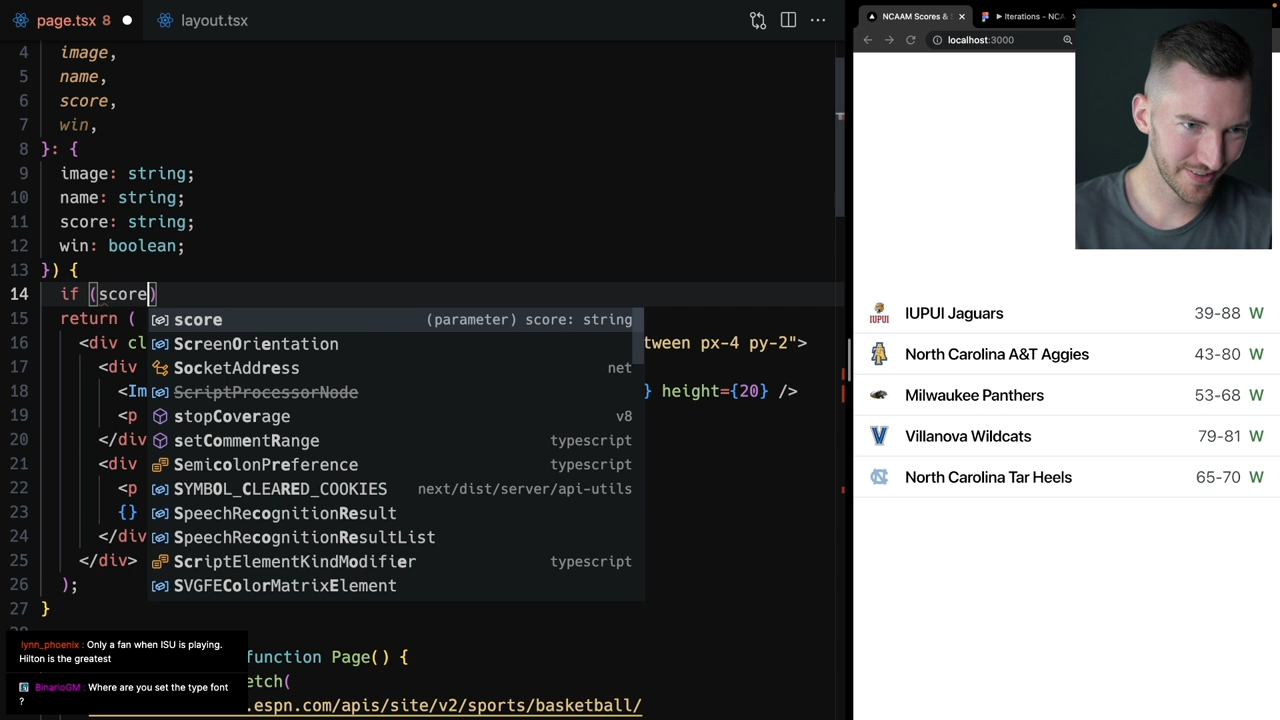 page.tsx 8
layout.tsx
4 image,
5 name,
6 score,
7 win,
8 }: {
9 image: string;
10 name: string;
11 score: string;
12 win: boolean;
13 }) {
14 if (score)
15 return (
16 <div cl tween px-4 py-2">
17 <div
18 <Im } height={20} />
19 <p
20 </div
21 <div
22 <p
23 {}
24 </div
25 </div>
26 );
27 }
score (parameter) score: string
ScreenOrientation
SocketAddress net
ScriptProcessorNode
stopCoverage v8
setCommentRange typescript
SemicolonPreference typescript
SYMBOL_CLEARED_COOKIES next/dist/server/api-utils
SpeechRecognitionResult
SpeechRecognitionResultList
ScriptElementKindModifier typescript
SVGFEColorMatrixElement
function Page() {
etch(
.espn.com/apis/site/v2/sports/basketball/
lynn_phoenix : Only a fan when ISU is playing.
Hilton is the greatest
BinarioGM : Where are you set the type font
?
NCAAM Scores &
Iterations - NCA
localhost:3000
IUPUI Jaguars 39-88 W
North Carolina A&T Aggies 43-80 W
Milwaukee Panthers 53-68 W
Villanova Wildcats 79-81 W
North Carolina Tar Heels 65-70 W